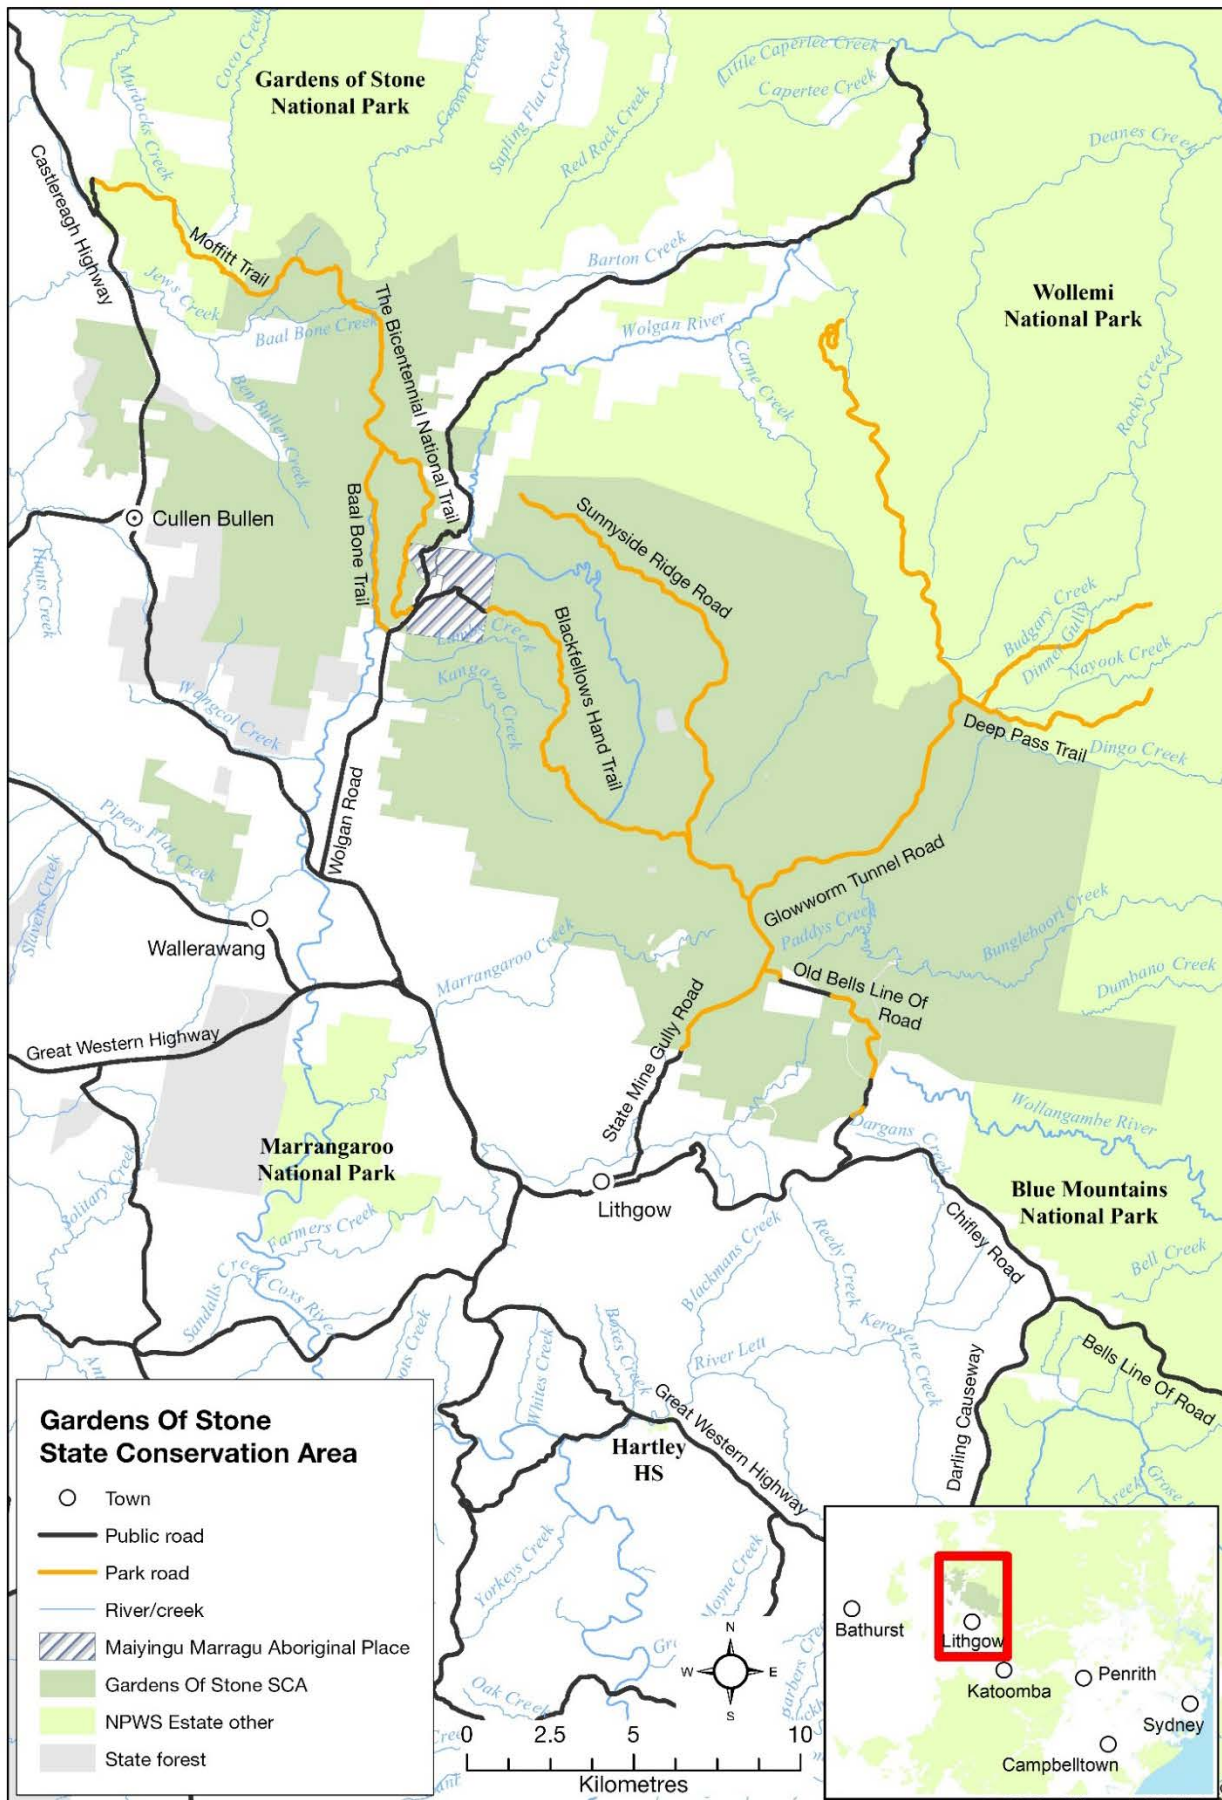 Little Capertee Creek
Capertee Creek
Coco Creek
Murdocks Creek
Gardens of Stone
National Park
Crown Creek
Sapling Flat Creek
Red Rock Creek
Deanes Creek
Castlereagh Highway
Moffitt Trail
Jews Creek
Baal Bone Creek
The Bicentennial National Trail
Barton Creek
Wolgan River
Carne Creek
Wollemi
National Park
Rocky Creek
Ben Bullen Creek
Baal Bone Trail
Cullen Bullen
Hunts Creek
Sunnyside Ridge Road
Creek
Kangaroo Creek
Blackfellows Hand Trail
Budgary Creek
Dinner Gully
Nayook Creek
Deep Pass Trail
Dingo Creek
Wangcol Creek
Wolgan Road
Pipers Flat Creek
Slavens Creek
Wallerawang
Glowworm Tunnel Road
Paddys Creek
Bunglehoori Creek
Marrangaroo Creek
Old Bells Line Of
Road
Dumbano Creek
Great Western Highway
State Mine Gully Road
Wollangambe River
Dargans Creek
Marrangaroo
National Park
Solitary Creek
Farmers Creek
Lithgow
Blue Mountains
National Park
Chifley Road
Bell Creek
Sandalls Creek
Coxs River
Blackmans Creek
Reedy Creek
Kerosene Creek
Whites Creek
Boxes Creek
River Lett
Bells Line Of Road
Darling Causeway
Great Western Highway
Hartley
HS
Creek
Yorkeys Creek
Moyne Creek
Oak Creek
Gardens Of Stone
State Conservation Area
Town
Public road
Park road
River/creek
Maiyingu Marragu Aboriginal Place
Gardens Of Stone SCA
NPWS Estate other
State forest
N
W E
S
0 2.5 5 10
Kilometres
Bathurst
Lithgow
Katoomba
Penrith
Sydney
Campbelltown